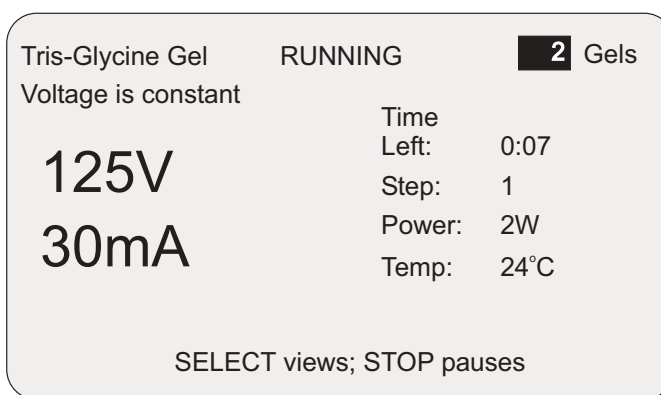 Tris-Glycine Gel RUNNING 2 Gels
Voltage is constant
125V
30mA
Time
Left: 0:07
Step: 1
Power: 2W
Temp: 24°C
SELECT views; STOP pauses